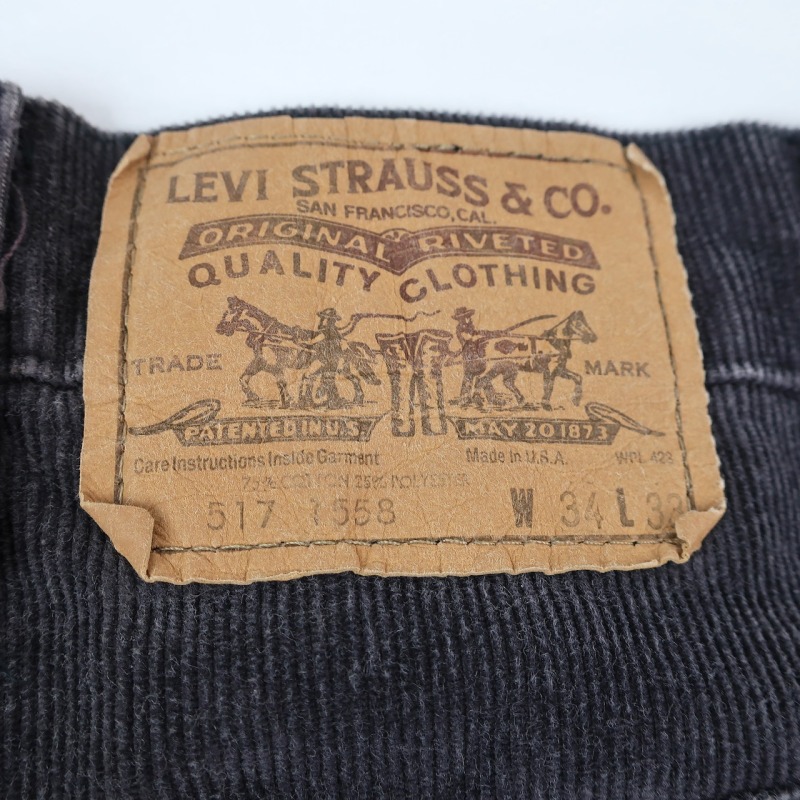 LEVI STRAUSS & CO.
SAN FRANCISCO, CAL.
ORIGINAL RIVETED
QUALITY CLOTHING
TRADE MARK
PATENTED IN U.S. MAY 20 1873
Care Instructions Inside Garment Made in U.S.A. WPL 423
75% COTTON 25% POLYESTER
517 1558 W 34 L 32